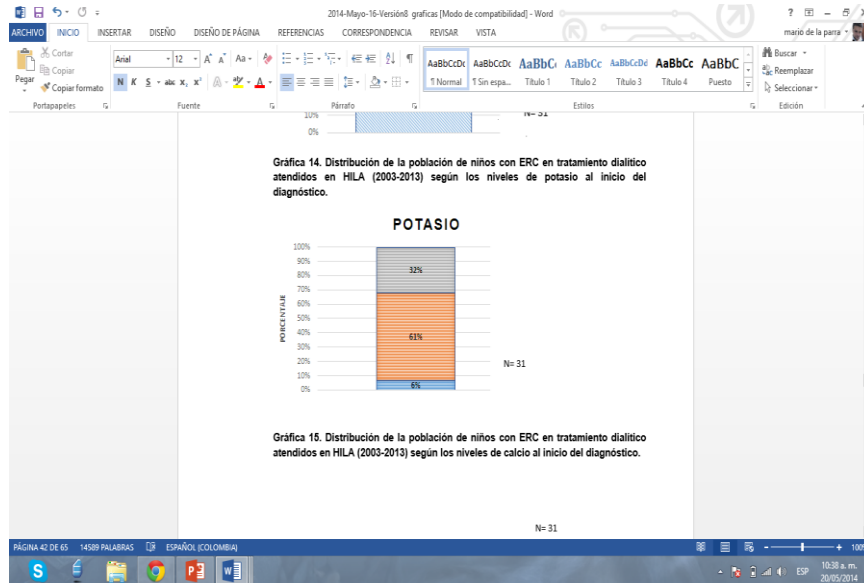 2014-Mayo-16-Versión8 graficas [Modo de compatibilidad] - Word
ARCHIVO INICIO INSERTAR DISEÑO DISEÑO DE PÁGINA REFERENCIAS CORRESPONDENCIA REVISAR VISTA mario de la parra
Pegar
Cortar
Copiar
Copiar formato
Portapapeles
Arial 12
N K S abc x, x²
Fuente
Párrafo
AaBbCcDc AaBbCcDc AaBbC AaBbCc AaBbCcDd AaBbCc AaBbC
¶ Normal ¶ Sin espa... Título 1 Título 2 Título 3 Título 4 Puesto
Estilos
Buscar
Reemplazar
Seleccionar
Edición
10%
0%
N= 31
Gráfica 14. Distribución de la población de niños con ERC en tratamiento dialítico
atendidos en HILA (2003-2013) según los niveles de potasio al inicio del
diagnóstico.
POTASIO
PORCENTAJE
100%
90%
80%
70%
60%
50%
40%
30%
20%
10%
0%
32%
61%
6%
N= 31
Gráfica 15. Distribución de la población de niños con ERC en tratamiento dialítico
atendidos en HILA (2003-2013) según los niveles de calcio al inicio del diagnóstico.
N= 31
PÁGINA 42 DE 65 14589 PALABRAS ESPAÑOL (COLOMBIA)
ESP
10:38 a. m.
20/05/2014